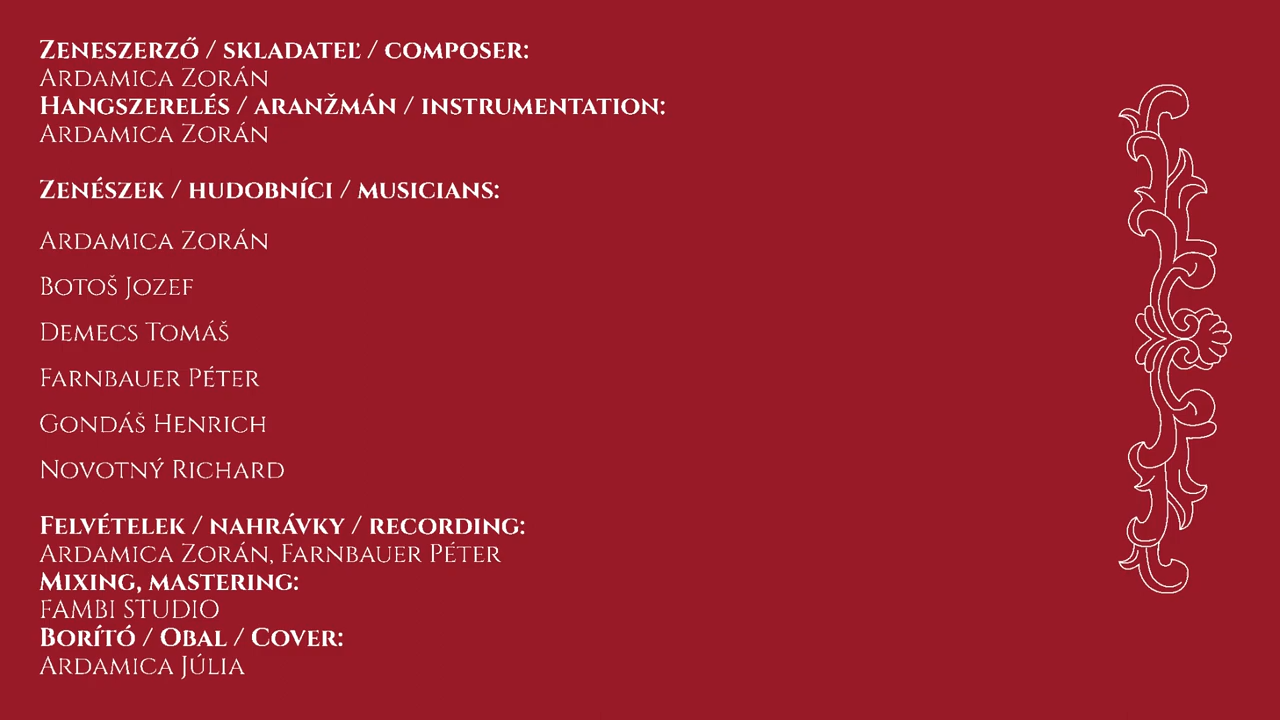 Zeneszerző / skladateľ / composer:
Ardamica Zorán
Hangszerelés / aranžmán / instrumentation:
Ardamica Zorán
Zenészek / hudobníci / musicians:
Ardamica Zorán
Botoš Jozef
Demecs Tomáš
Farnbauer Péter
Gondáš Henrich
Novotný Richard
Felvételek / nahrávky / recording:
Ardamica Zorán, Farnbauer Péter
Mixing, mastering:
FAMBI STUDIO
Borító / Obal / Cover:
Ardamica Júlia